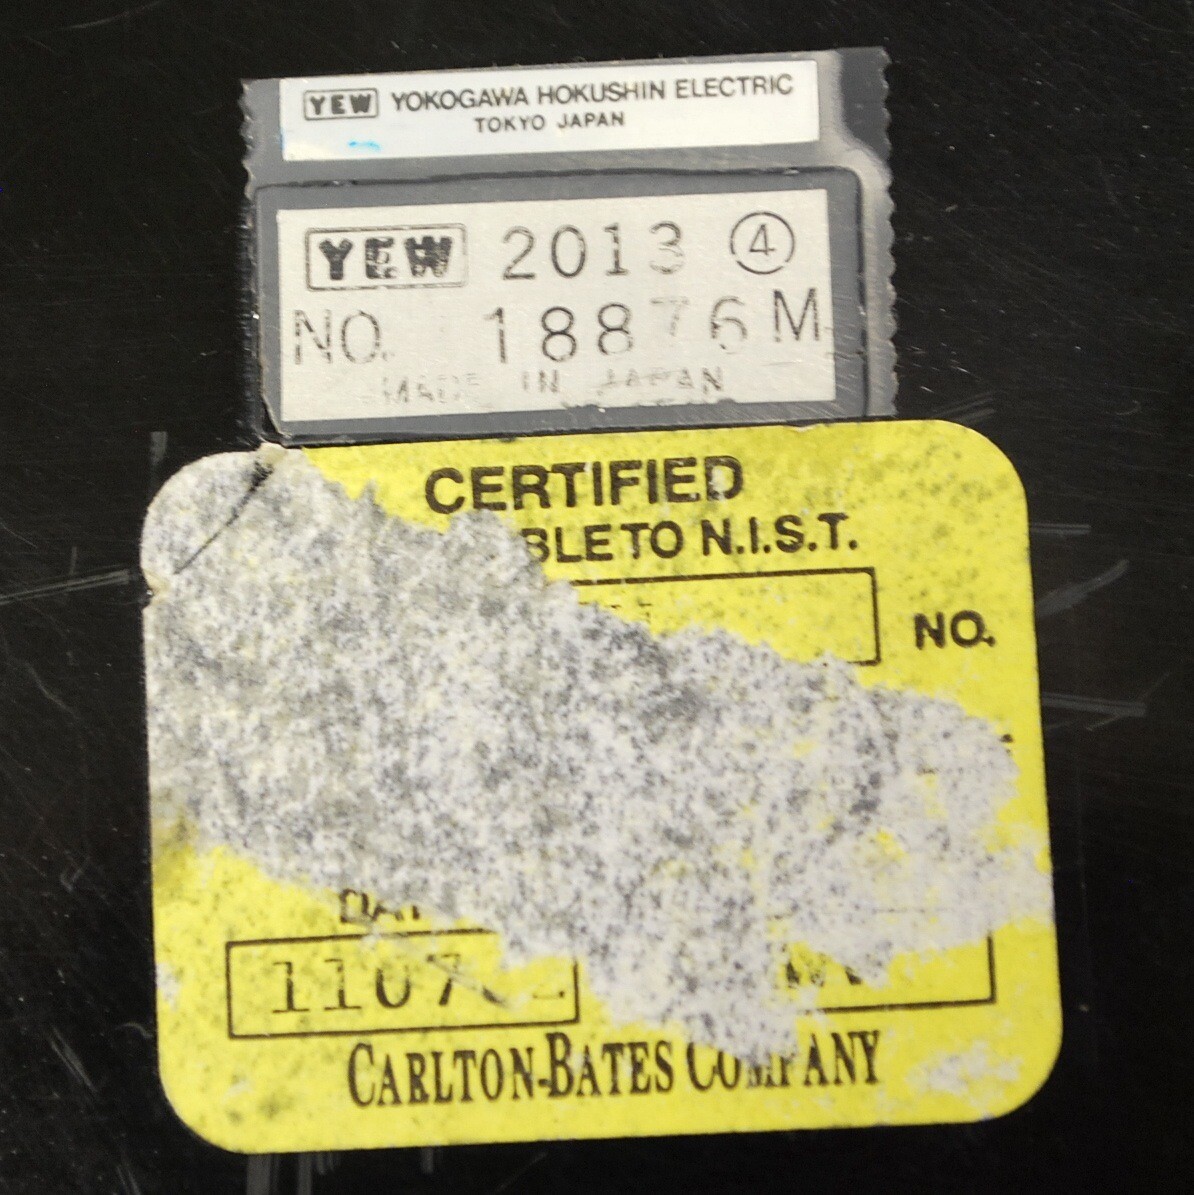 YEW YOKOGAWA HOKUSHIN ELECTRIC
TOKYO JAPAN
YEW 2013 ④
NO. 18876 M
MADE IN JAPAN
CERTIFIED
BLE TO N.I.S.T.
NO.
CARLTON-BATES COMPANY